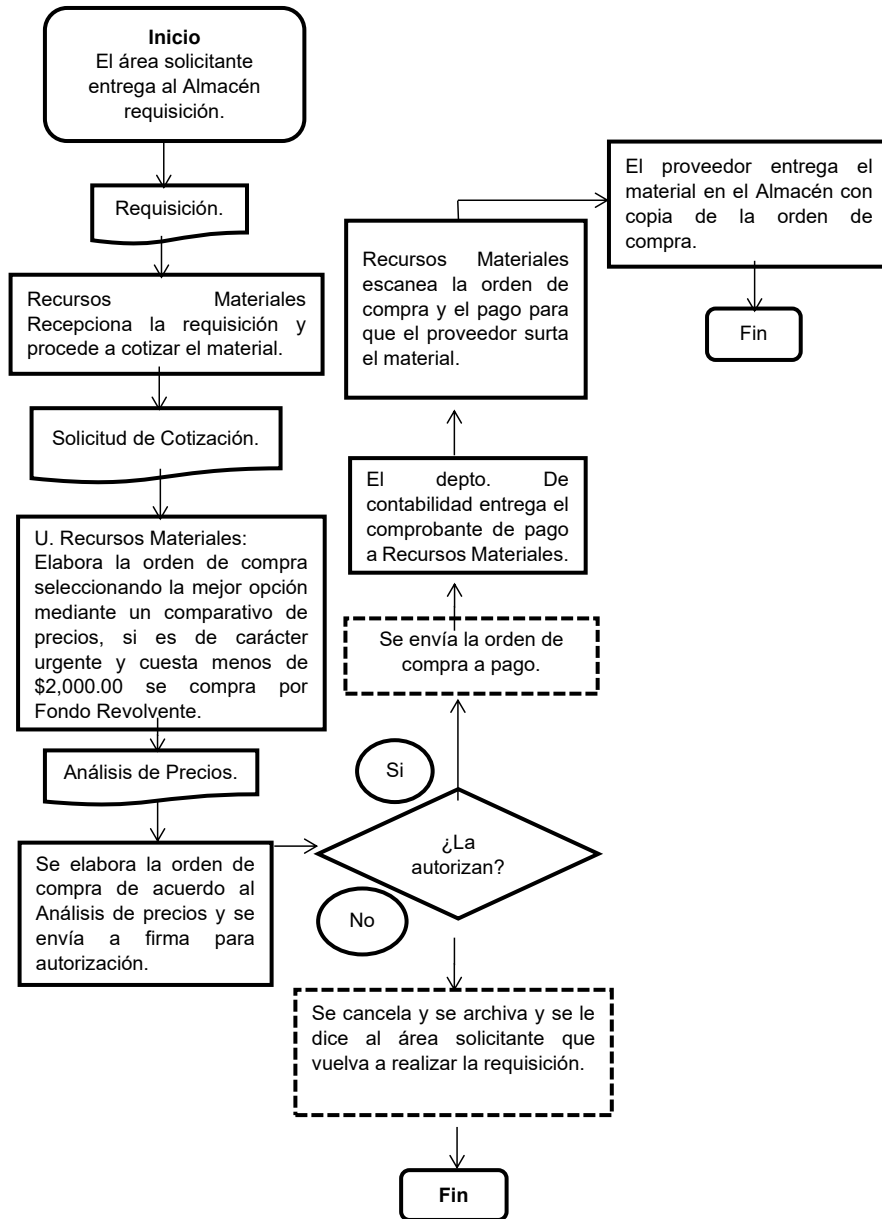 Inicio
El área solicitante
entrega al Almacén
requisición.
Requisición.
Recursos Materiales
Recepciona la requisición y
procede a cotizar el material.
Solicitud de Cotización.
U. Recursos Materiales:
Elabora la orden de compra
seleccionando la mejor opción
mediante un comparativo de
precios, si es de carácter
urgente y cuesta menos de
$2,000.00 se compra por
Fondo Revolvente.
Análisis de Precios.
Se elabora la orden de
compra de acuerdo al
Análisis de precios y se
envía a firma para
autorización.
¿La
autorizan?
Si
Se envía la orden de
compra a pago.
El depto. De
contabilidad entrega el
comprobante de pago
a Recursos Materiales.
Recursos Materiales
escanea la orden de
compra y el pago para
que el proveedor surta
el material.
El proveedor entrega el
material en el Almacén con
copia de la orden de
compra.
Fin
No
Se cancela y se archiva y se le
dice al área solicitante que
vuelva a realizar la requisición.
Fin